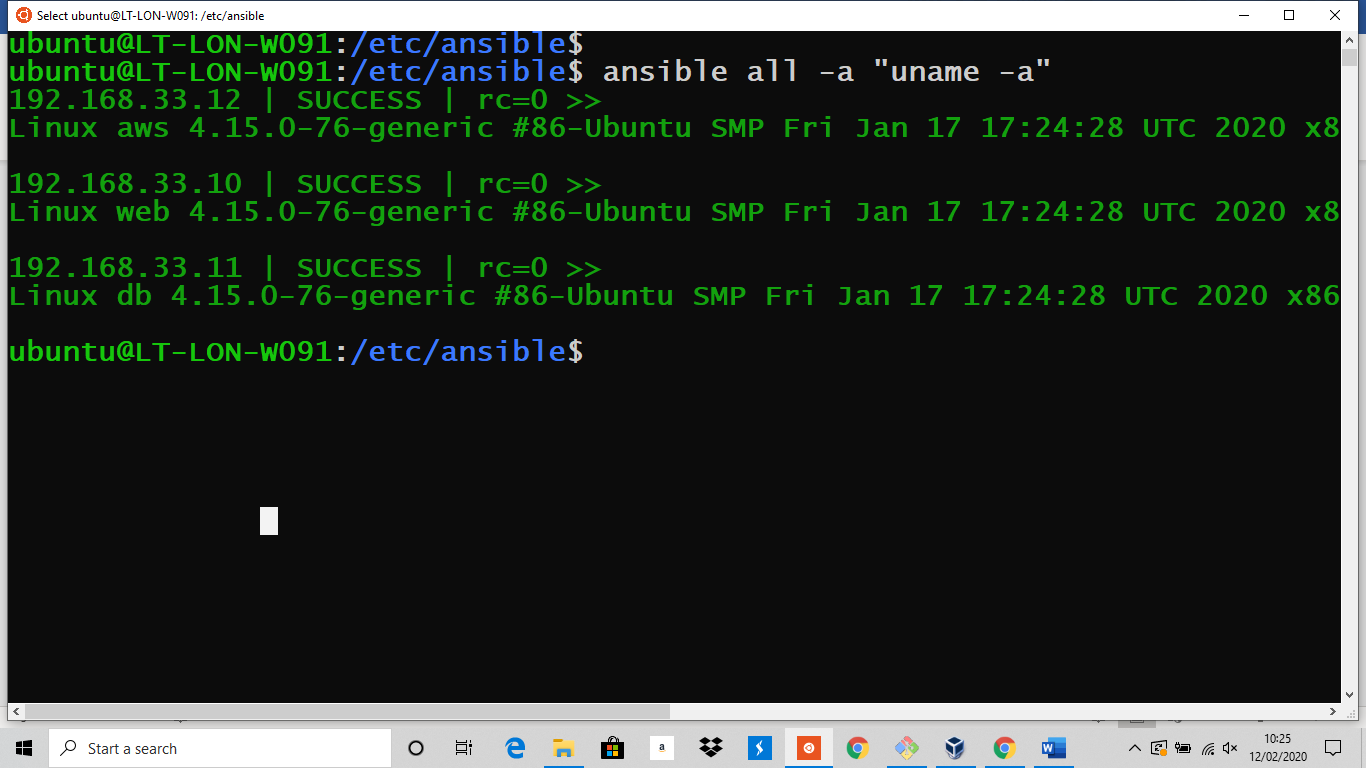 Select ubuntu@LT-LON-W091: /etc/ansible
ubuntu@LT-LON-W091:/etc/ansible$
ubuntu@LT-LON-W091:/etc/ansible$ ansible all -a "uname -a"
192.168.33.12 | SUCCESS | rc=0 >>
Linux aws 4.15.0-76-generic #86-Ubuntu SMP Fri Jan 17 17:24:28 UTC 2020 x8
192.168.33.10 | SUCCESS | rc=0 >>
Linux web 4.15.0-76-generic #86-Ubuntu SMP Fri Jan 17 17:24:28 UTC 2020 x8
192.168.33.11 | SUCCESS | rc=0 >>
Linux db 4.15.0-76-generic #86-Ubuntu SMP Fri Jan 17 17:24:28 UTC 2020 x86
ubuntu@LT-LON-W091:/etc/ansible$
Start a search
a
W
10:25
12/02/2020